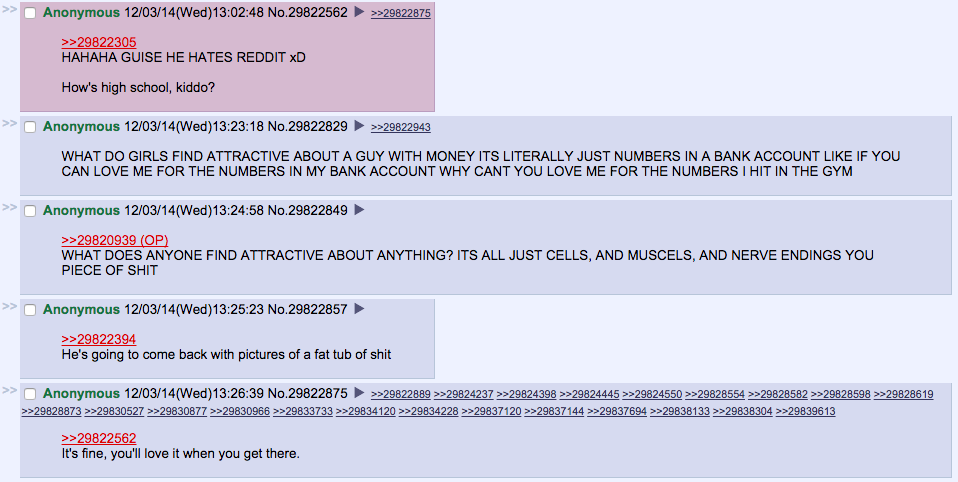 >> Anonymous 12/03/14(Wed)13:02:48 No.29822562 ▶ >>29822875
>>29822305
HAHAHA GUISE HE HATES REDDIT xD
How's high school, kiddo?
>> Anonymous 12/03/14(Wed)13:23:18 No.29822829 ▶ >>29822943
WHAT DO GIRLS FIND ATTRACTIVE ABOUT A GUY WITH MONEY ITS LITERALLY JUST NUMBERS IN A BANK ACCOUNT LIKE IF YOU
CAN LOVE ME FOR THE NUMBERS IN MY BANK ACCOUNT WHY CANT YOU LOVE ME FOR THE NUMBERS I HIT IN THE GYM
>> Anonymous 12/03/14(Wed)13:24:58 No.29822849 ▶
>>29820939 (OP)
WHAT DOES ANYONE FIND ATTRACTIVE ABOUT ANYTHING? ITS ALL JUST CELLS, AND MUSCELS, AND NERVE ENDINGS YOU
PIECE OF SHIT
>> Anonymous 12/03/14(Wed)13:25:23 No.29822857 ▶
>>29822394
He's going to come back with pictures of a fat tub of shit
>> Anonymous 12/03/14(Wed)13:26:39 No.29822875 ▶ >>29822889 >>29824237 >>29824398 >>29824445 >>29824550 >>29828554 >>29828582 >>29828598 >>29828619
>>29828873 >>29830527 >>29830877 >>29830966 >>29833733 >>29834120 >>29834228 >>29837120 >>29837144 >>29837694 >>29838133 >>29838304 >>29839613
>>29822562
It's fine, you'll love it when you get there.